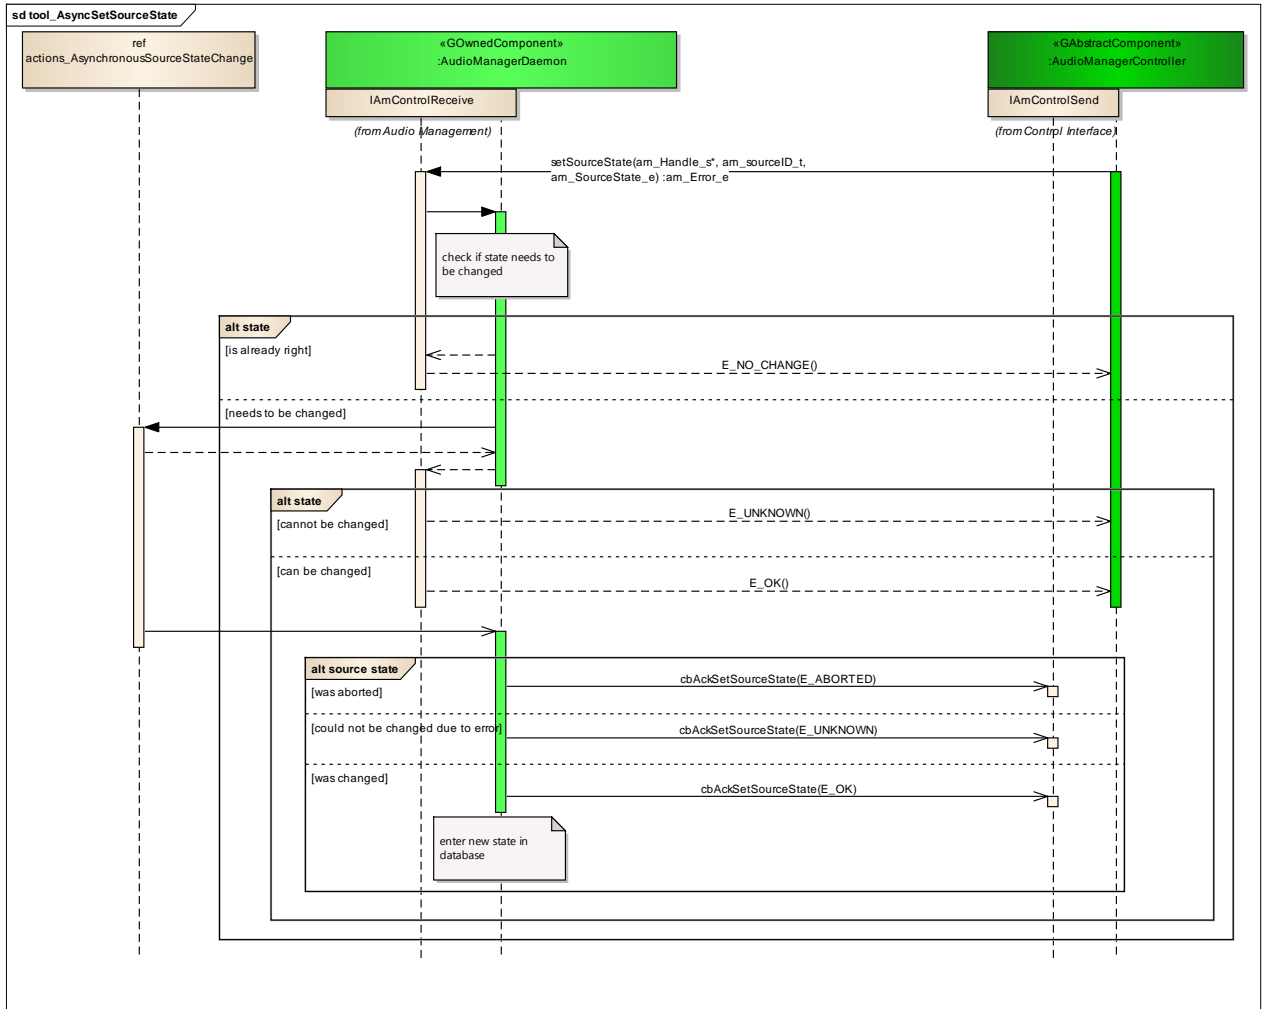 sd tool_AsyncSetSourceState
ref
actions_AsynchronousSourceStateChange
«GOwnedComponent»
:AudioManagerDaemon
«GAbstractComponent»
:AudioManagerController
IAmControlReceive
IAmControlSend
(from Audio Management)
(from Control Interface)
setSourceState(am_Handle_s*, am_sourceID_t,
am_SourceState_e) :am_Error_e
check if state needs to
be changed
alt state
[is already right]
E_NO_CHANGE()
[needs to be changed]
alt state
[cannot be changed]
E_UNKNOWN()
[can be changed]
E_OK()
alt source state
[was aborted]
cbAckSetSourceState(E_ABORTED)
[could not be changed due to error]
cbAckSetSourceState(E_UNKNOWN)
[was changed]
cbAckSetSourceState(E_OK)
enter new state in
database